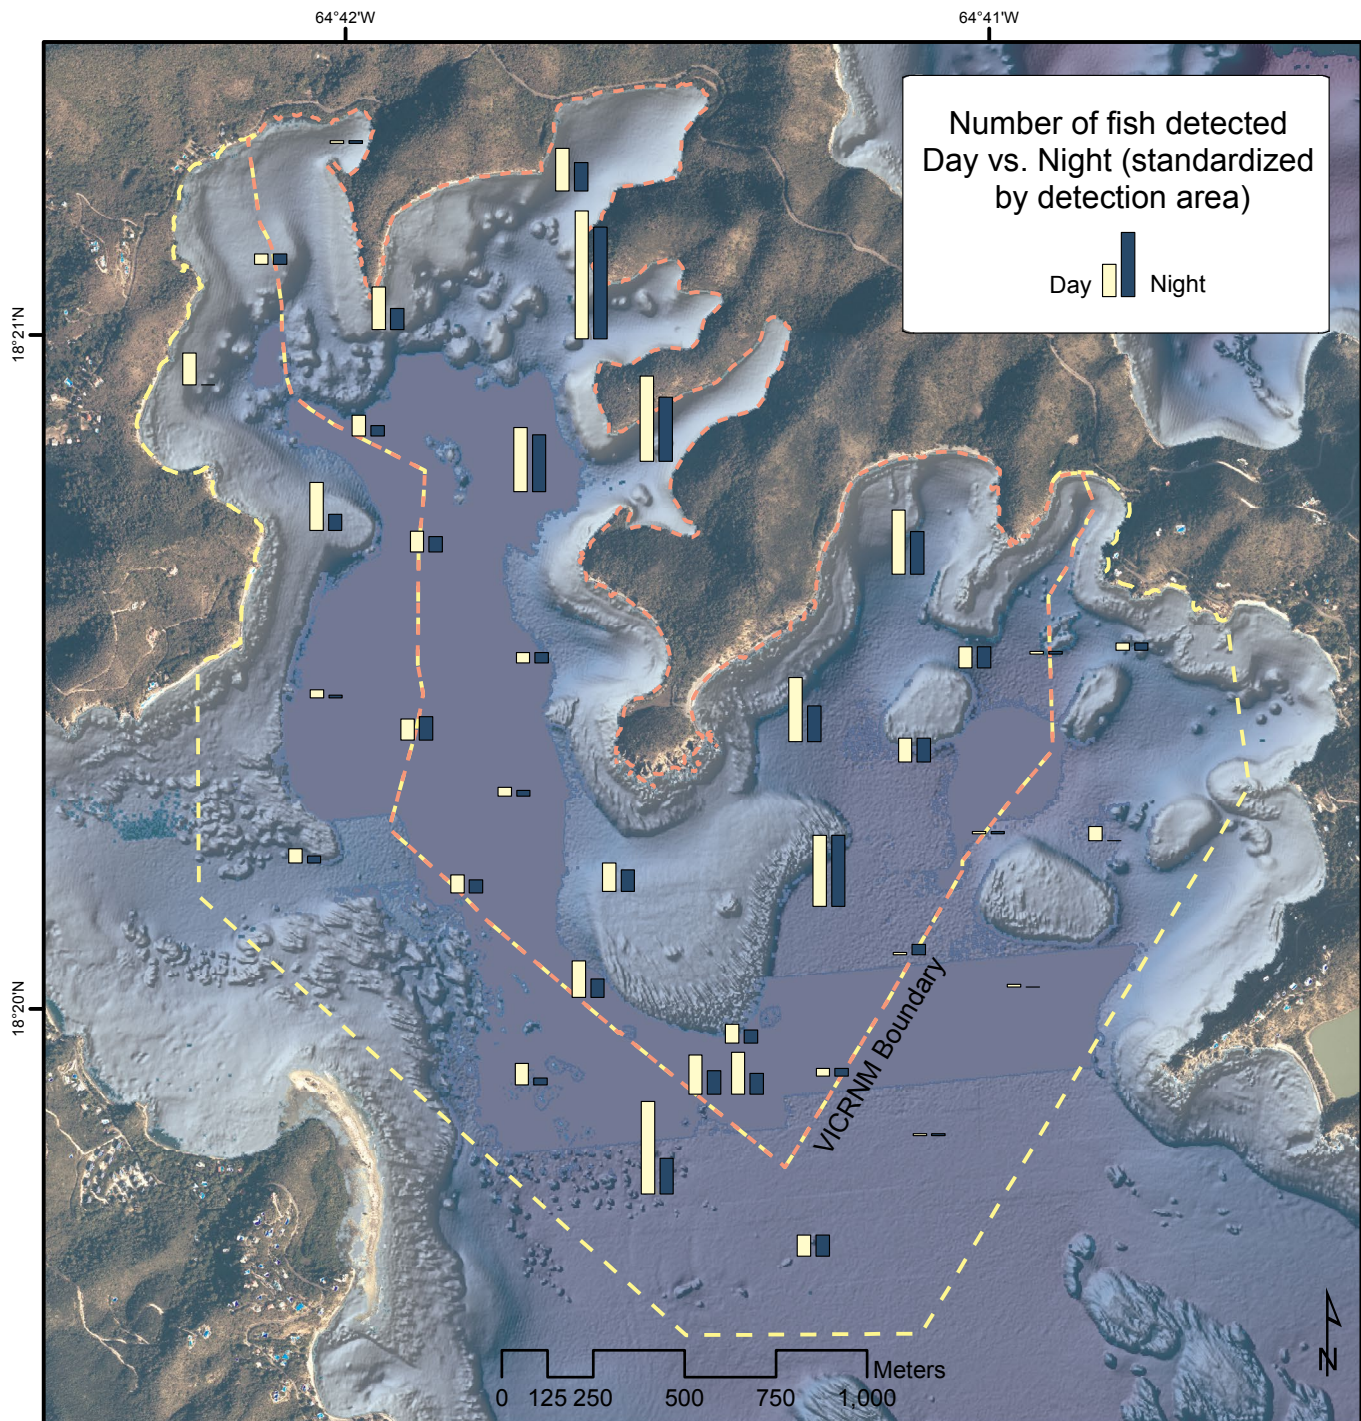 64°42'W
64°41'W
Number of fish detected
Day vs. Night (standardized
by detection area)
Day
Night
18°21'N
18°20'N
VICRNM Boundary
Meters
0 125 250 500 750 1,000
N